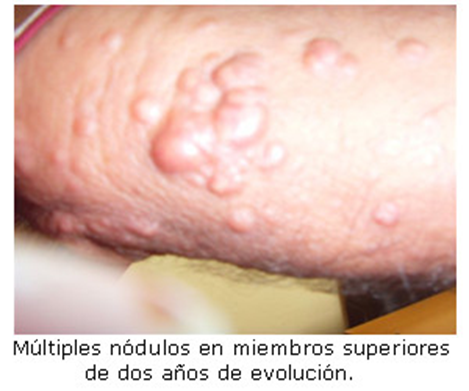 Múltiples nódulos en miembros superiores
de dos años de evolución.